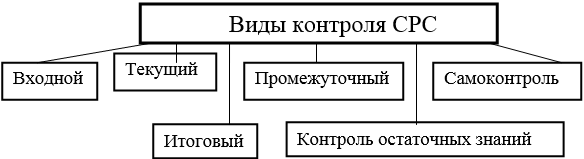 Виды контроля СРС
Входной
Текущий
Промежуточный
Самоконтроль
Итоговый
Контроль остаточных знаний